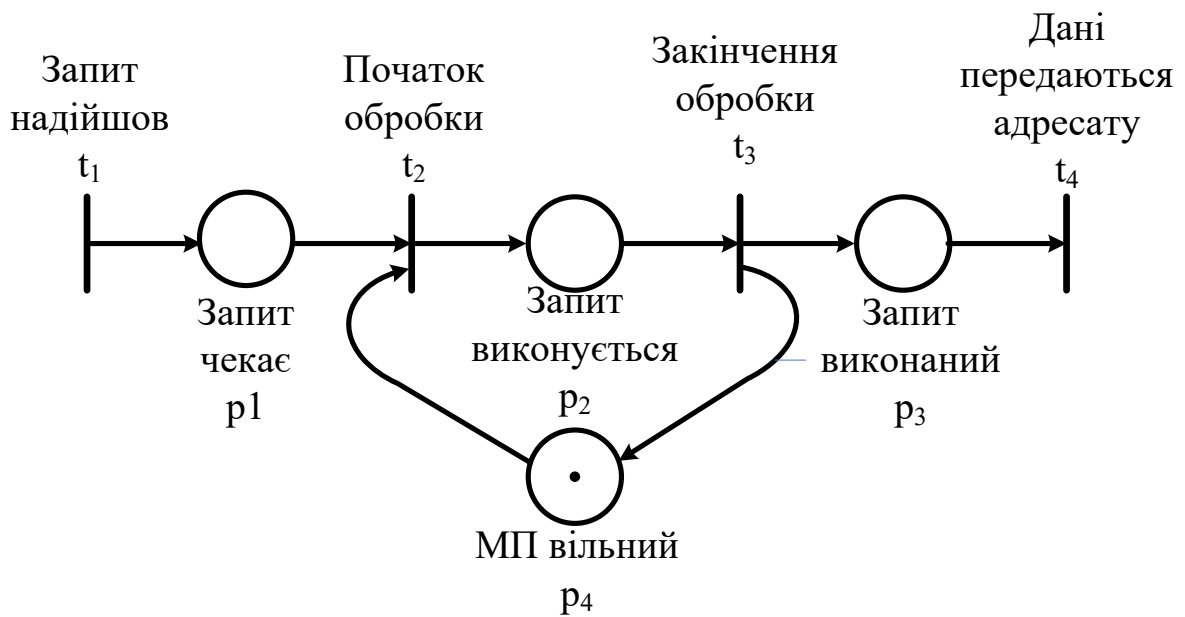 Запит
надійшов
t₁
Початок
обробки
t₂
Закінчення
обробки
t₃
Дані
передаються
адресату
t₄
Запит
чекає
p1
Запит
виконується
p₂
Запит
виконаний
p₃
МП вільний
p₄